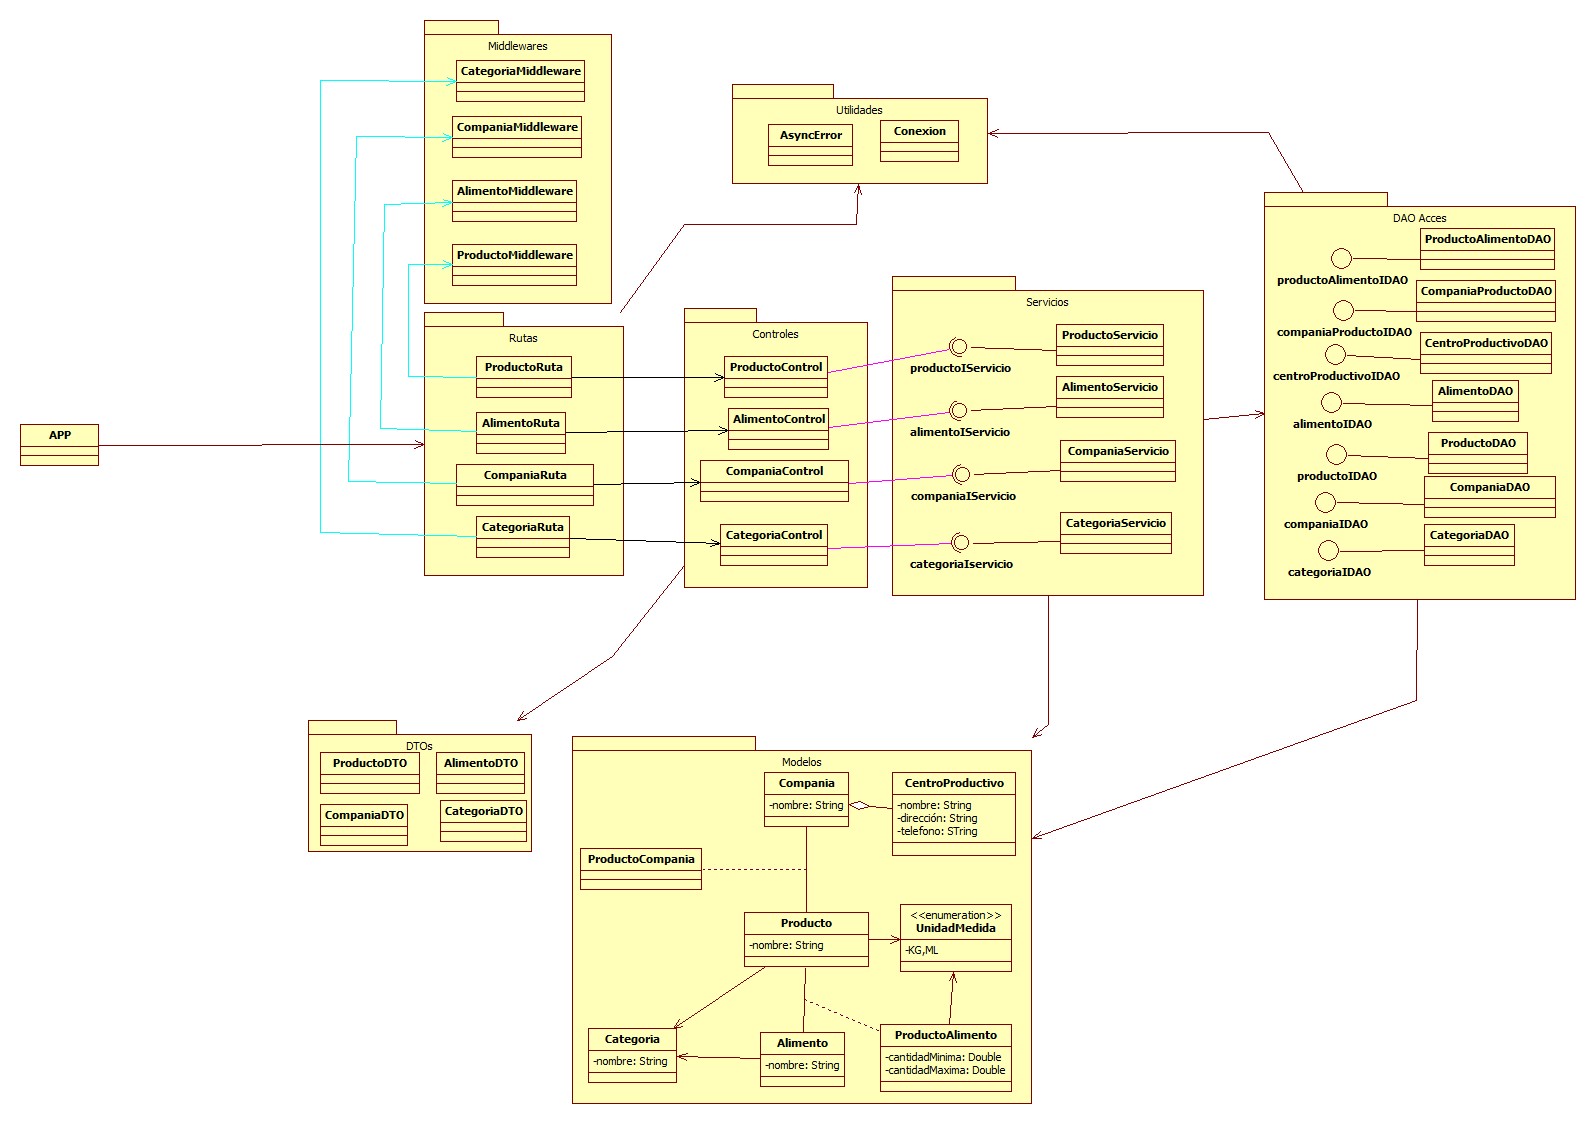 Middlewares
CategoriaMiddleware
CompaniaMiddleware
AlimentoMiddleware
ProductoMiddleware
Utilidades
AsyncError
Conexion
DAO Acces
ProductoAlimentoDAO
productoAlimentoIDAO
CompaniaProductoDAO
companiaProductoIDAO
CentroProductivoDAO
centroProductivoIDAO
AlimentoDAO
alimentoIDAO
ProductoDAO
productoIDAO
CompaniaDAO
companiaIDAO
CategoriaDAO
categoriaIDAO
Rutas
ProductoRuta
AlimentoRuta
CompaniaRuta
CategoriaRuta
Controles
ProductoControl
AlimentoControl
CompaniaControl
CategoriaControl
Servicios
ProductoServicio
productoIServicio
AlimentoServicio
alimentoIServicio
CompaniaServicio
companiaIServicio
CategoriaServicio
categoriaIservicio
APP
DTOs
ProductoDTO
AlimentoDTO
CompaniaDTO
CategoriaDTO
Modelos
Compania
-nombre: String
CentroProductivo
-nombre: String
-dirección: String
-telefono: STring
ProductoCompania
Producto
-nombre: String
<<enumeration>>
UnidadMedida
-KG,ML
Categoria
-nombre: String
Alimento
-nombre: String
ProductoAlimento
-cantidadMinima: Double
-cantidadMaxima: Double